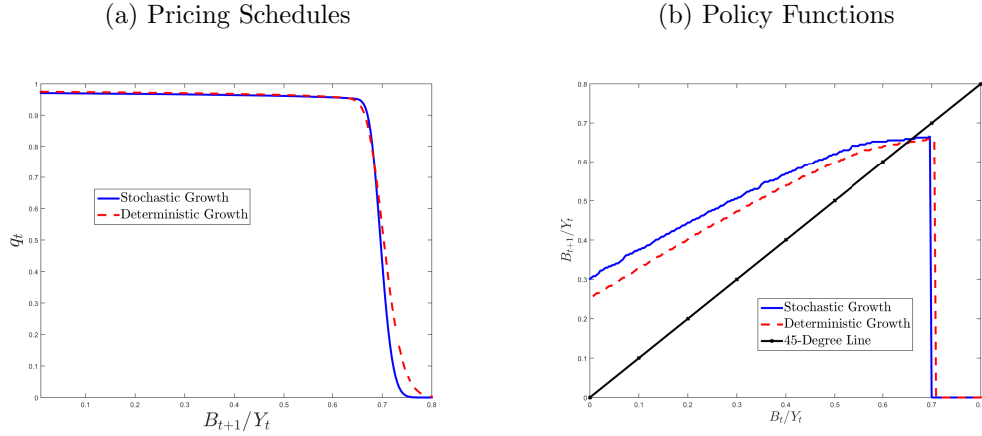 (a) Pricing Schedules
1
0.9
0.8
0.7
0.6
0.5
0.4
0.3
0.2
0.1
0
q_t
Stochastic Growth
Deterministic Growth
0.1 0.2 0.3 0.4 0.5 0.6 0.7 0.8
B_{t+1}/Y_t
(b) Policy Functions
0.8
0.7
0.6
0.5
0.4
0.3
0.2
0.1
0
B_{t+1}/Y_t
Stochastic Growth
Deterministic Growth
45-Degree Line
0 0.1 0.2 0.3 0.4 0.5 0.6 0.7 0.8
B_t/Y_t